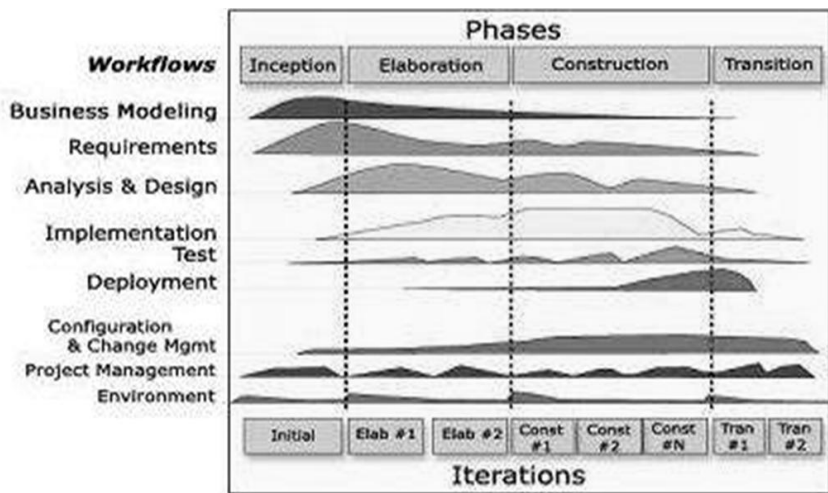 Phases
Workflows Inception Elaboration Construction Transition
Business Modeling
Requirements
Analysis & Design
Implementation
Test
Deployment
Configuration
& Change Mgmt
Project Management
Environment
Initial Elab #1 Elab #2 Const #1 Const #2 Const #N Tran #1 Tran #2
Iterations